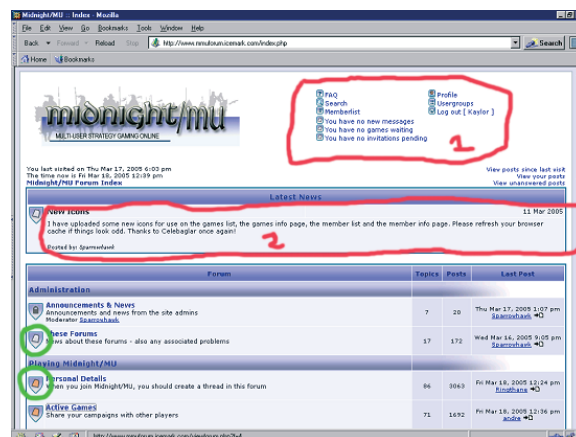 Midnight/MU :: Index - Mozilla
File Edit View Go Bookmarks Tools Window Help
Back Forward Reload Stop http://www.mmuforum.icemark.com/index.php Search
Home Bookmarks
midnight/mu
MULTI-USER STRATEGY GAMING ONLINE
FAQ Profile
Search Usergroups
Memberlist Log out [ Kaylor ]
You have no new messages
You have no games waiting
You have no invitations pending
1
You last visited on Thu Mar 17, 2005 6:03 pm
The time now is Fri Mar 18, 2005 12:39 pm
Midnight/MU Forum Index
View posts since last visit
View your posts
View unanswered posts
Latest News
New Icons 11 Mar 2005
I have uploaded some new icons for use on the games list, the games info page, the member list and the member info page. Please refresh your browser
cache if things look odd. Thanks to Celebaglar once again!
Posted by: Sparrowhawk
2
Forum Topics Posts Last Post
Administration
Announcements & News
Announcements and news from the site admins
Moderator Sparrowhawk
7 28 Thu Mar 17, 2005 1:07 pm
Sparrowhawk
These Forums
News about these forums - also any associated problems
17 172 Wed Mar 16, 2005 9:05 pm
Sparrowhawk
Playing Midnight/MU
Personal Details
When you join Midnight/MU, you should create a thread in this forum
86 3063 Fri Mar 18, 2005 12:24 pm
Rinothane
Active Games
Share your campaigns with other players
71 1692 Fri Mar 18, 2005 12:36 pm
andre